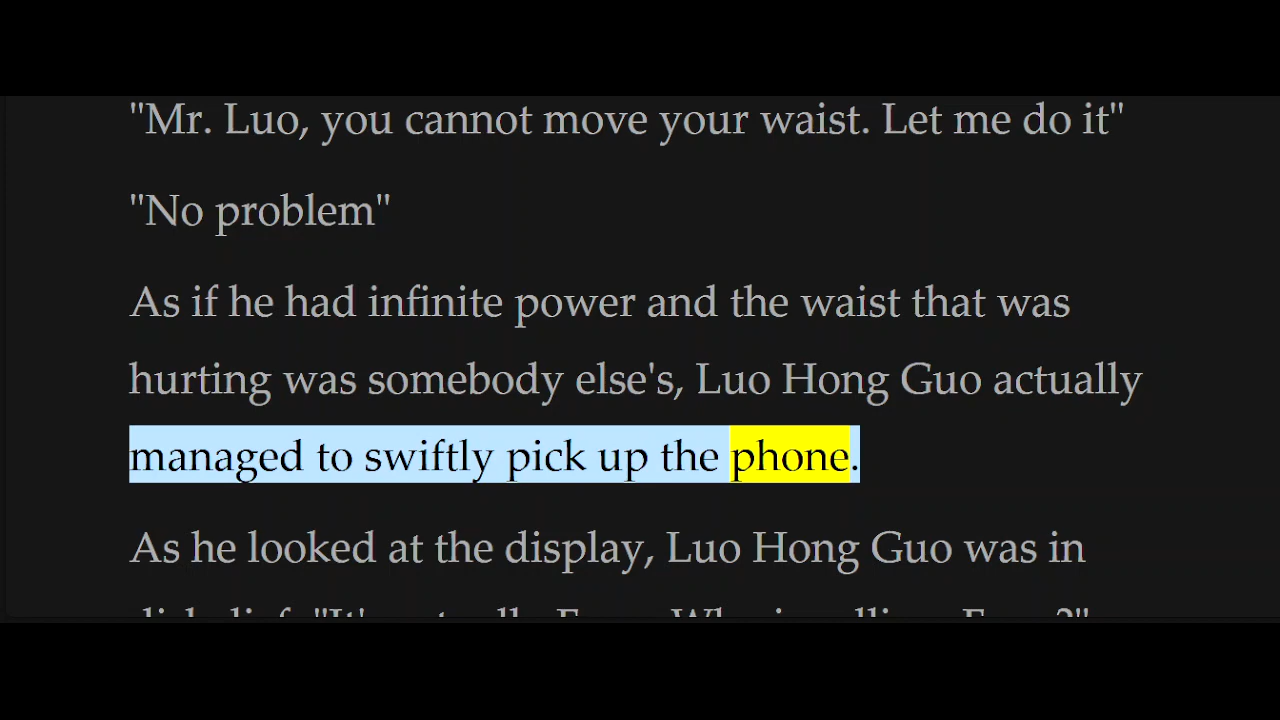 "Mr. Luo, you cannot move your waist. Let me do it"
"No problem"
As if he had infinite power and the waist that was
hurting was somebody else's, Luo Hong Guo actually
managed to swiftly pick up the phone.
As he looked at the display, Luo Hong Guo was in